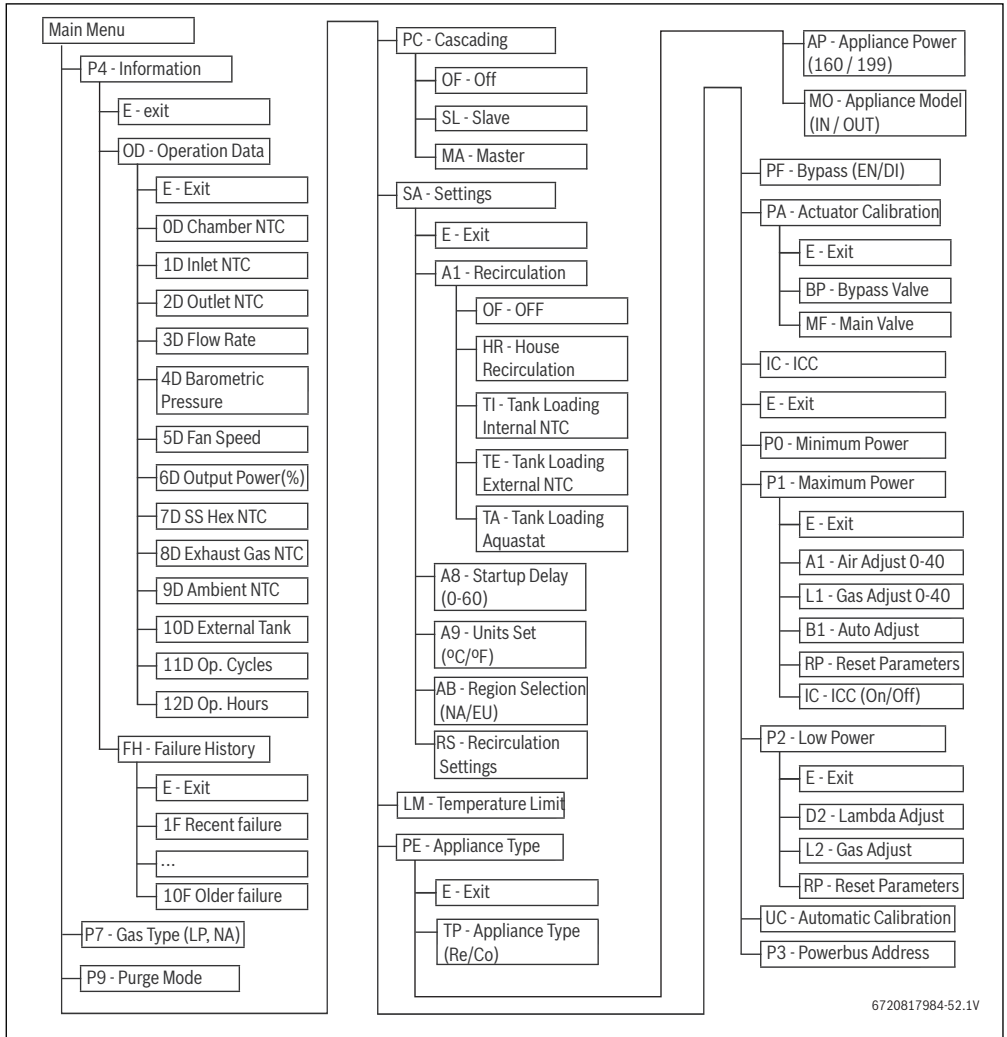 Main Menu
P4 - Information
E - exit
OD - Operation Data
E - Exit
0D Chamber NTC
1D Inlet NTC
2D Outlet NTC
3D Flow Rate
4D Barometric
Pressure
5D Fan Speed
6D Output Power(%)
7D SS Hex NTC
8D Exhaust Gas NTC
9D Ambient NTC
10D External Tank
11D Op. Cycles
12D Op. Hours
FH - Failure History
E - Exit
1F Recent failure
...
10F Older failure
P7 - Gas Type (LP, NA)
P9 - Purge Mode
PC - Cascading
OF - Off
SL - Slave
MA - Master
SA - Settings
E - Exit
A1 - Recirculation
OF - OFF
HR - House
Recirculation
TI - Tank Loading
Internal NTC
TE - Tank Loading
External NTC
TA - Tank Loading
Aquastat
A8 - Startup Delay
(0-60)
A9 - Units Set
(ºC/ºF)
AB - Region Selection
(NA/EU)
RS - Recirculation
Settings
LM - Temperature Limit
PE - Appliance Type
E - Exit
TP - Appliance Type
(Re/Co)
AP - Appliance Power
(160 / 199)
MO - Appliance Model
(IN / OUT)
PF - Bypass (EN/DI)
PA - Actuator Calibration
E - Exit
BP - Bypass Valve
MF - Main Valve
IC - ICC
E - Exit
P0 - Minimum Power
P1 - Maximum Power
E - Exit
A1 - Air Adjust 0-40
L1 - Gas Adjust 0-40
B1 - Auto Adjust
RP - Reset Parameters
IC - ICC (On/Off)
P2 - Low Power
E - Exit
D2 - Lambda Adjust
L2 - Gas Adjust
RP - Reset Parameters
UC - Automatic Calibration
P3 - Powerbus Address
6720817984-52.1V